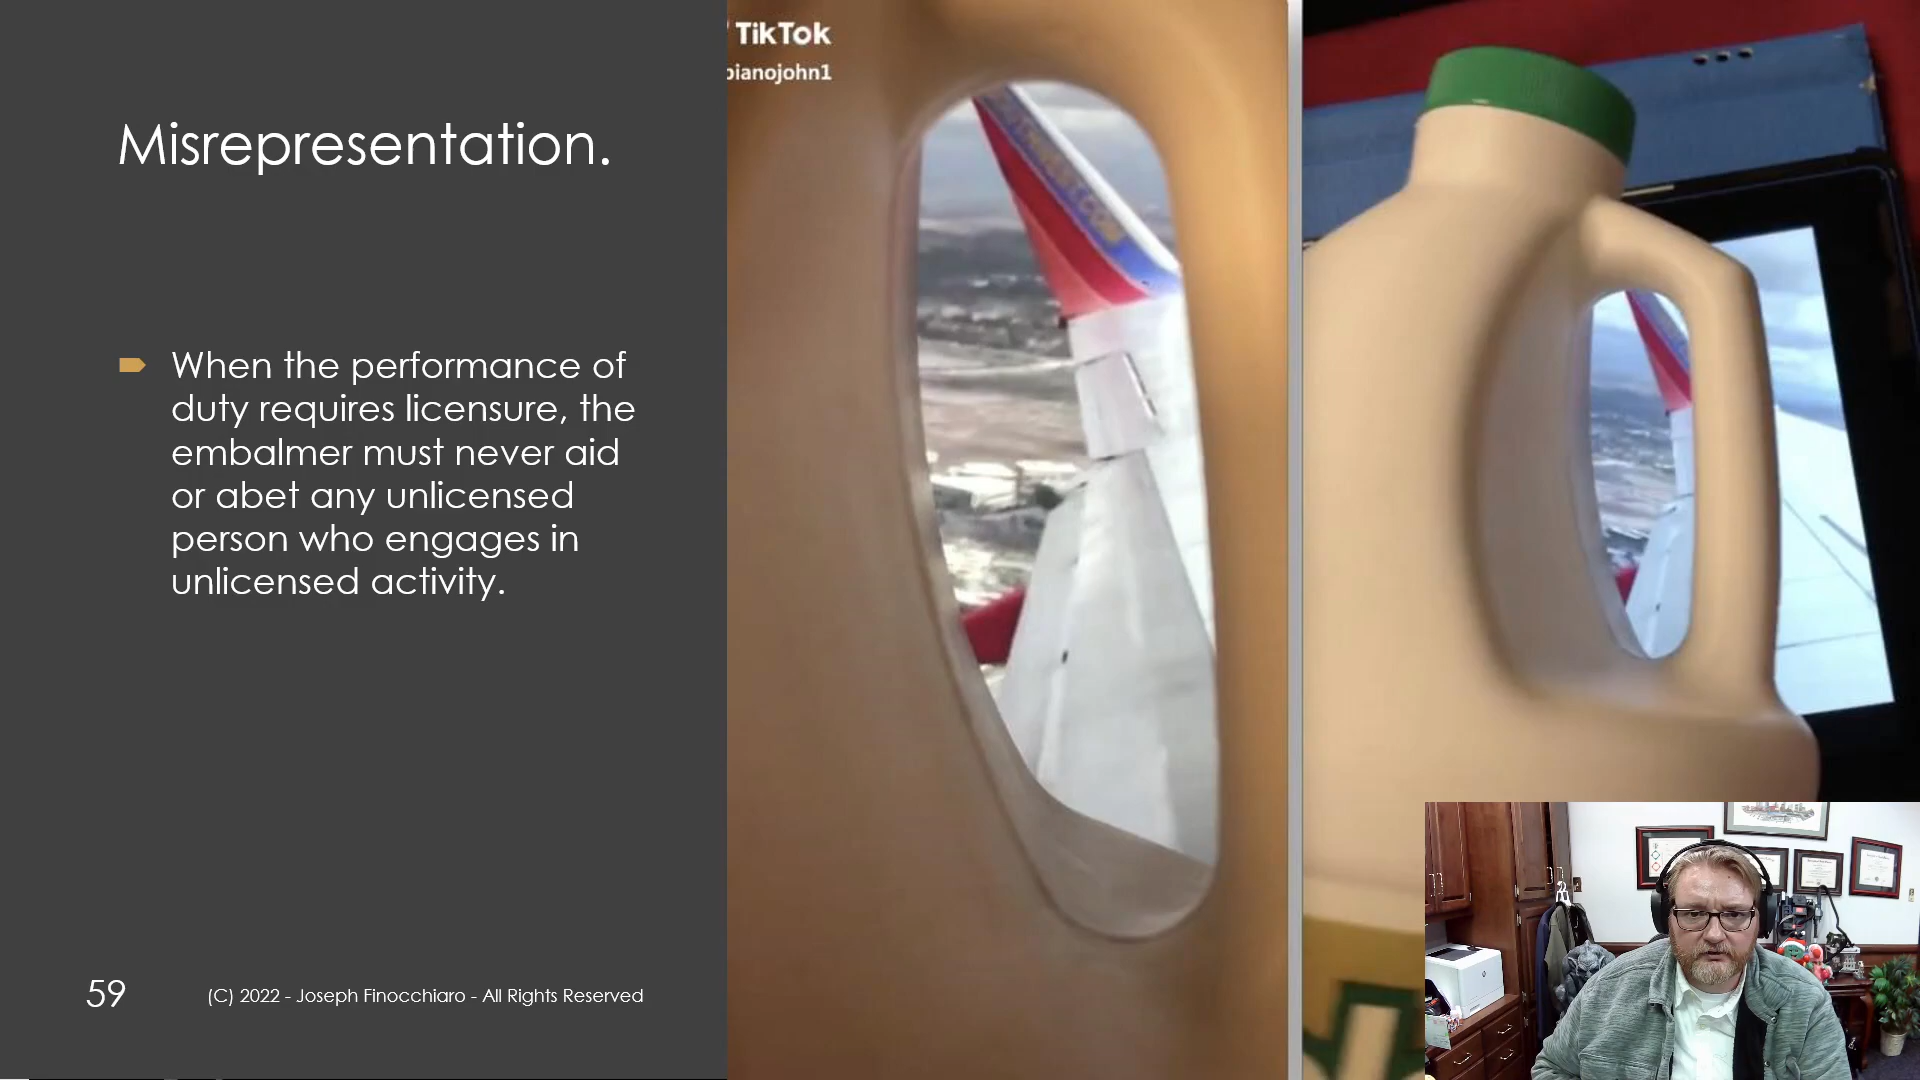 Misrepresentation.
When the performance of
duty requires licensure, the
embalmer must never aid
or abet any unlicensed
person who engages in
unlicensed activity.
59
(C) 2022 - Joseph Finocchiaro - All Rights Reserved
TikTok
pianojohn1